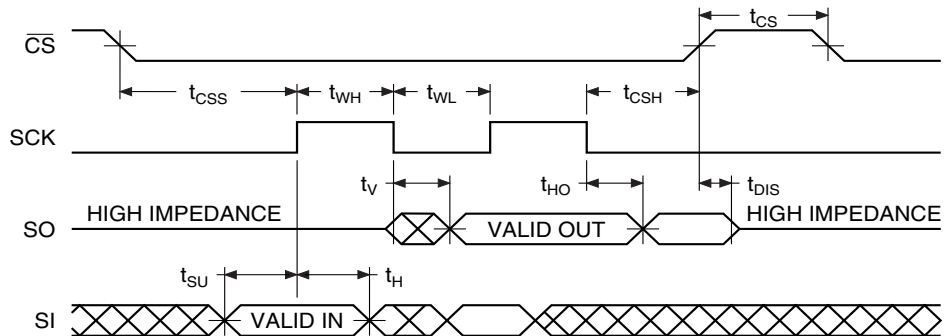 t_CS
C̅S̅
t_CSS t_WH t_WL t_CSH
SCK
t_V t_HO t_DIS
HIGH IMPEDANCE HIGH IMPEDANCE
SO VALID OUT
t_SU t_H
SI VALID IN